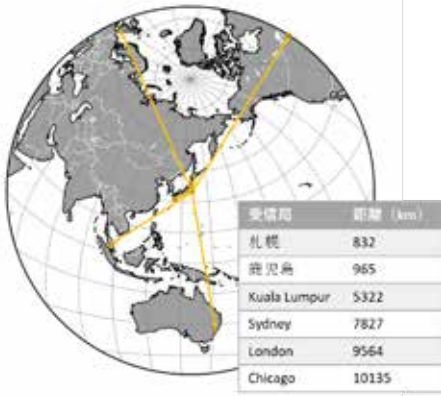 受信局 距離 (km)
札幌 832
鹿児島 965
Kuala Lumpur 5322
Sydney 7827
London 9564
Chicago 10135